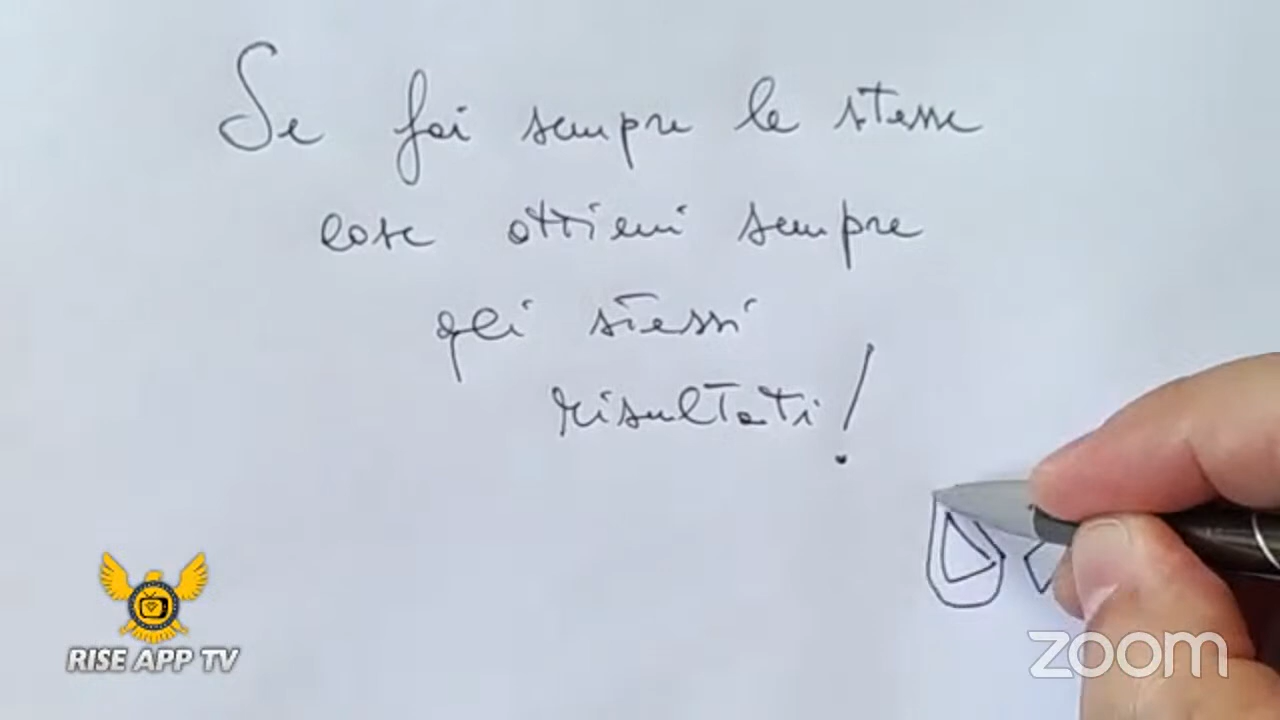 Se fai sempre le stesse
cose ottieni sempre
gli stessi
risultati!
RISE APP TV
zoom